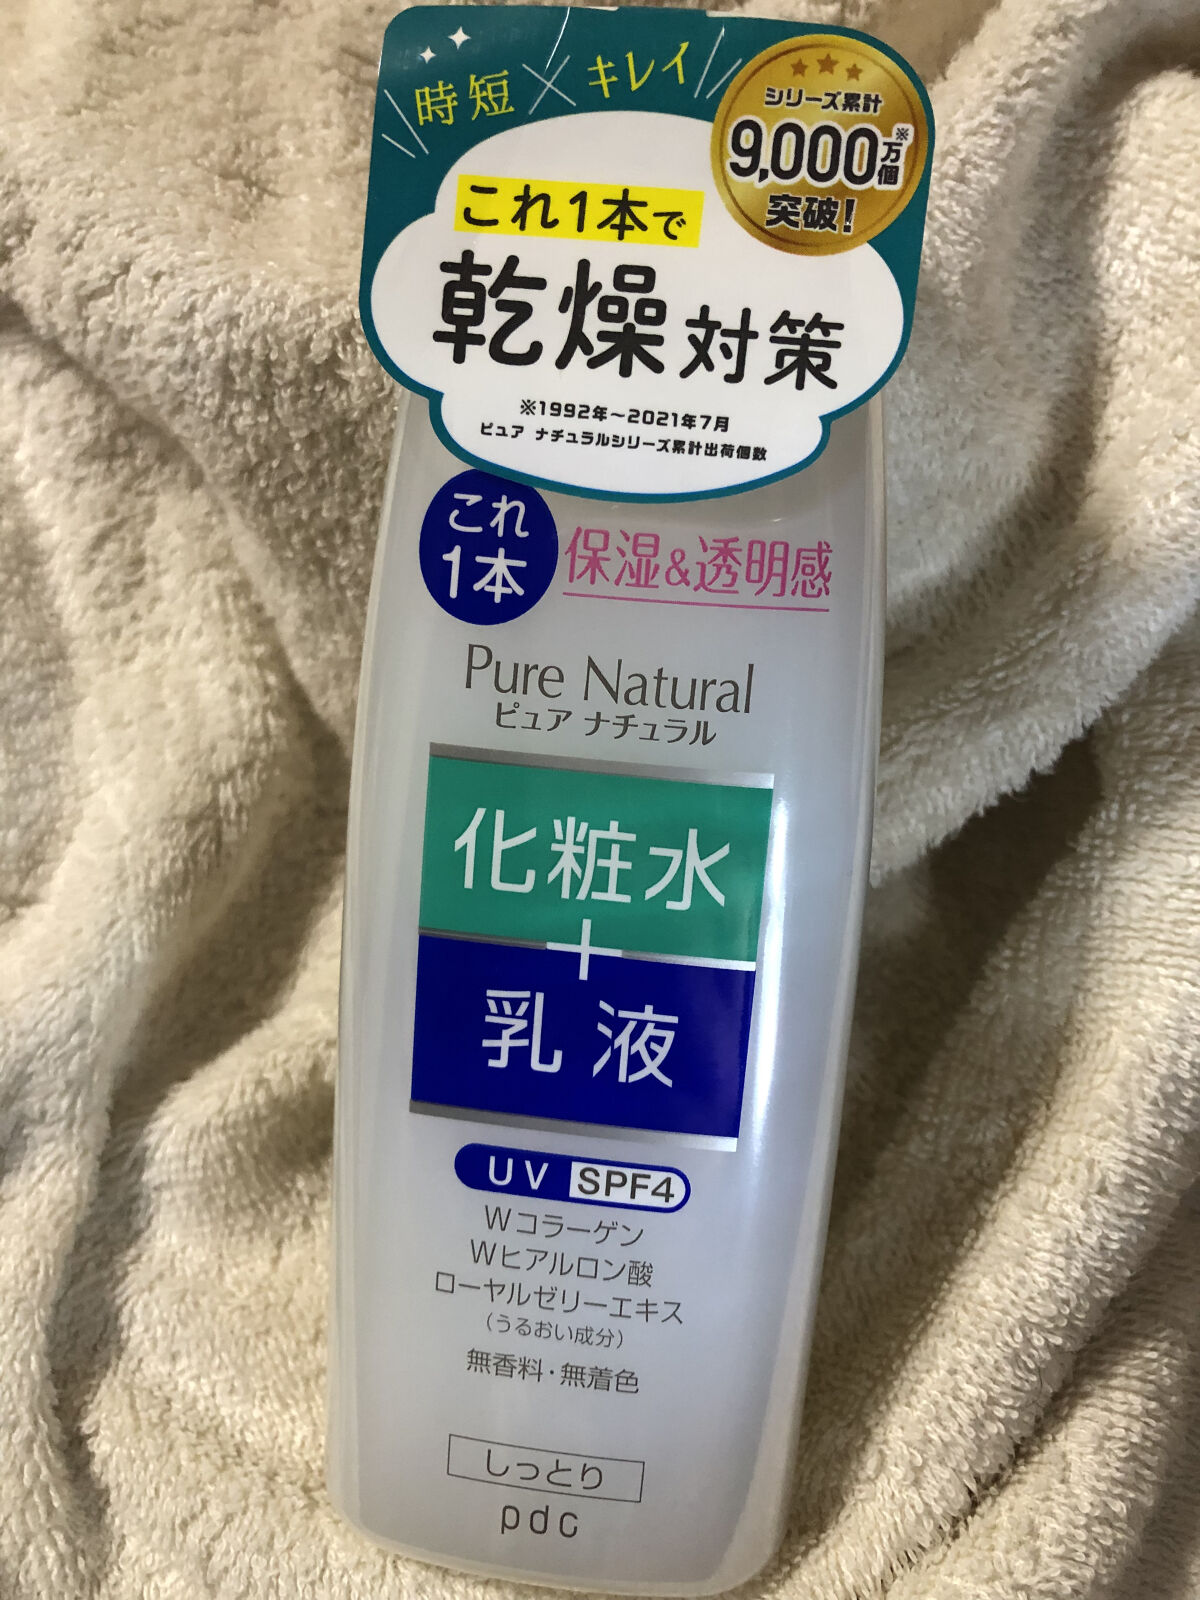 時短×キレイ
シリーズ累計
9,000万個※
突破!
これ1本で
乾燥対策
※1992年〜2021年7月
ピュア ナチュラルシリーズ累計出荷個数
これ
1本
保湿&透明感
Pure Natural
ピュア ナチュラル
化粧水
+
乳液
UV SPF4
Wコラーゲン
Wヒアルロン酸
ローヤルゼリーエキス
(うるおい成分)
無香料・無着色
しっとり
pdc